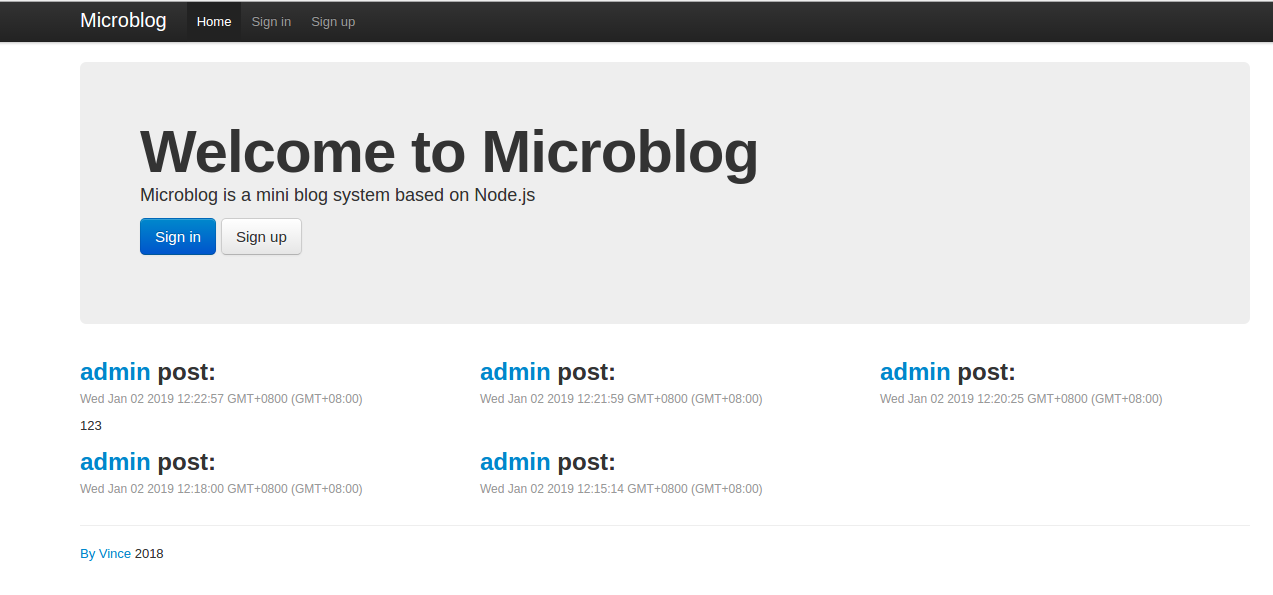 Microblog Home Sign in Sign up
Welcome to Microblog
Microblog is a mini blog system based on Node.js
Sign in Sign up
admin post: admin post: admin post:
Wed Jan 02 2019 12:22:57 GMT+0800 (GMT+08:00) Wed Jan 02 2019 12:21:59 GMT+0800 (GMT+08:00) Wed Jan 02 2019 12:20:25 GMT+0800 (GMT+08:00)
123
admin post: admin post:
Wed Jan 02 2019 12:18:00 GMT+0800 (GMT+08:00) Wed Jan 02 2019 12:15:14 GMT+0800 (GMT+08:00)
By Vince 2018